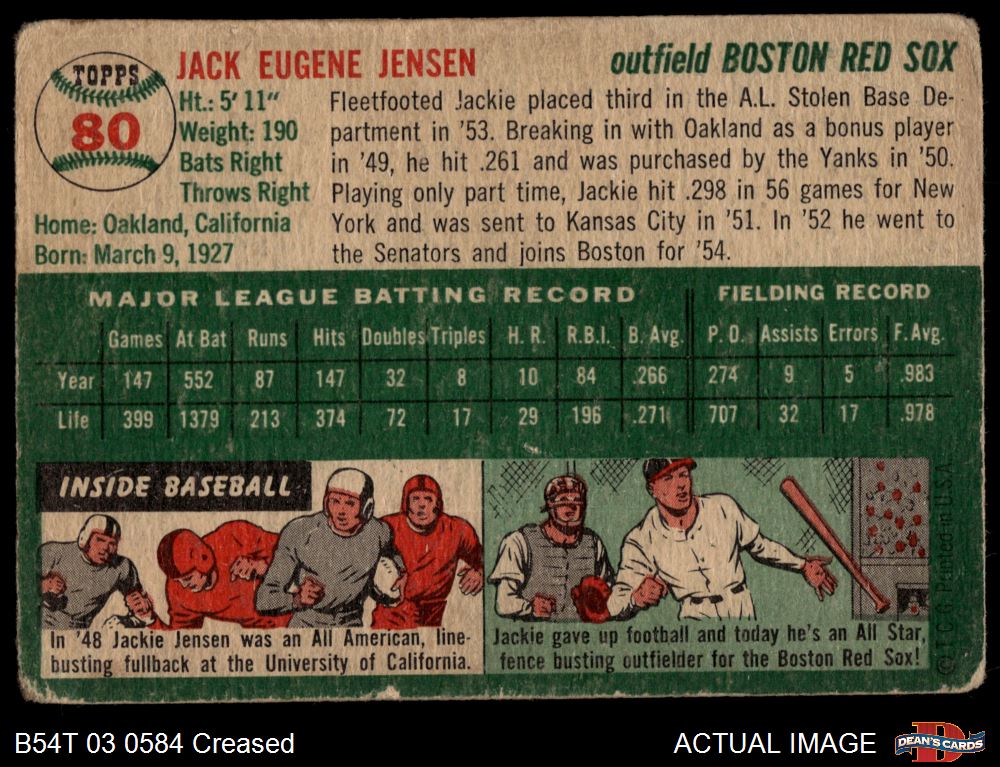 TOPPS
80
JACK EUGENE JENSEN
outfield BOSTON RED SOX
Ht.: 5' 11"
Weight: 190
Bats Right
Throws Right
Home: Oakland, California
Born: March 9, 1927
Fleetfooted Jackie placed third in the A.L. Stolen Base De-
partment in '53. Breaking in with Oakland as a bonus player
in '49, he hit .261 and was purchased by the Yanks in '50.
Playing only part time, Jackie hit .298 in 56 games for New
York and was sent to Kansas City in '51. In '52 he went to
the Senators and joins Boston for '54.
MAJOR LEAGUE BATTING RECORD FIELDING RECORD
Games At Bat Runs Hits Doubles Triples H. R. R.B.I. B. Avg. P. O. Assists Errors F. Avg.
Year 147 552 87 147 32 8 10 84 .266 274 9 5 .983
Life 399 1379 213 374 72 17 29 196 .271 707 32 17 .978
INSIDE BASEBALL
In '48 Jackie Jensen was an All American, line-
busting fullback at the University of California.
Jackie gave up football and today he's an All Star,
fence busting outfielder for the Boston Red Sox!
© T. C. G. Printed in U. S. A.
B54T 03 0584 Creased
ACTUAL IMAGE
DEAN'S CARDS